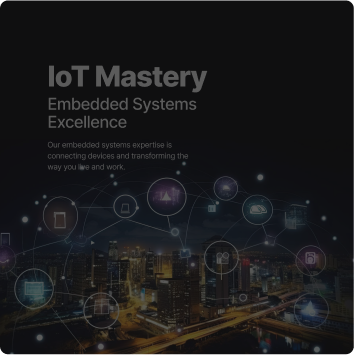 IoT Mastery
Embedded Systems
Excellence
Our embedded systems expertise is
connecting devices and transforming the
way you live and work.